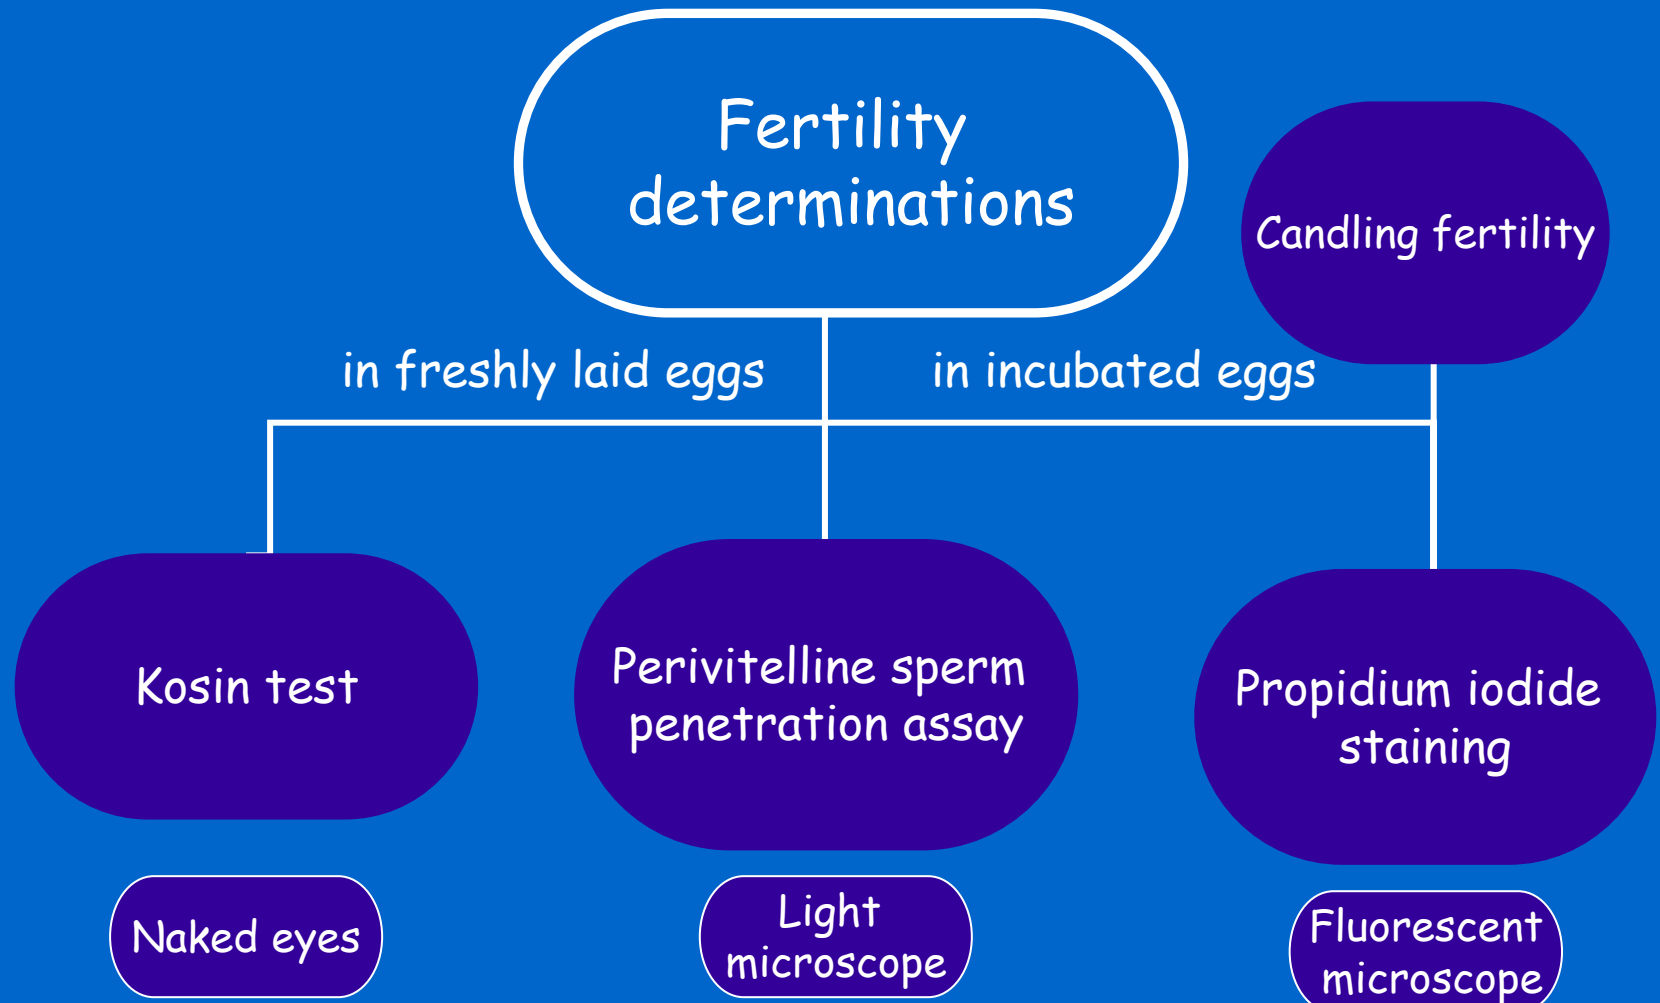 Fertility
determinations
Candling fertility
in freshly laid eggs
in incubated eggs
Kosin test
Perivitelline sperm
penetration assay
Propidium iodide
staining
Naked eyes
Light
microscope
Fluorescent
microscope